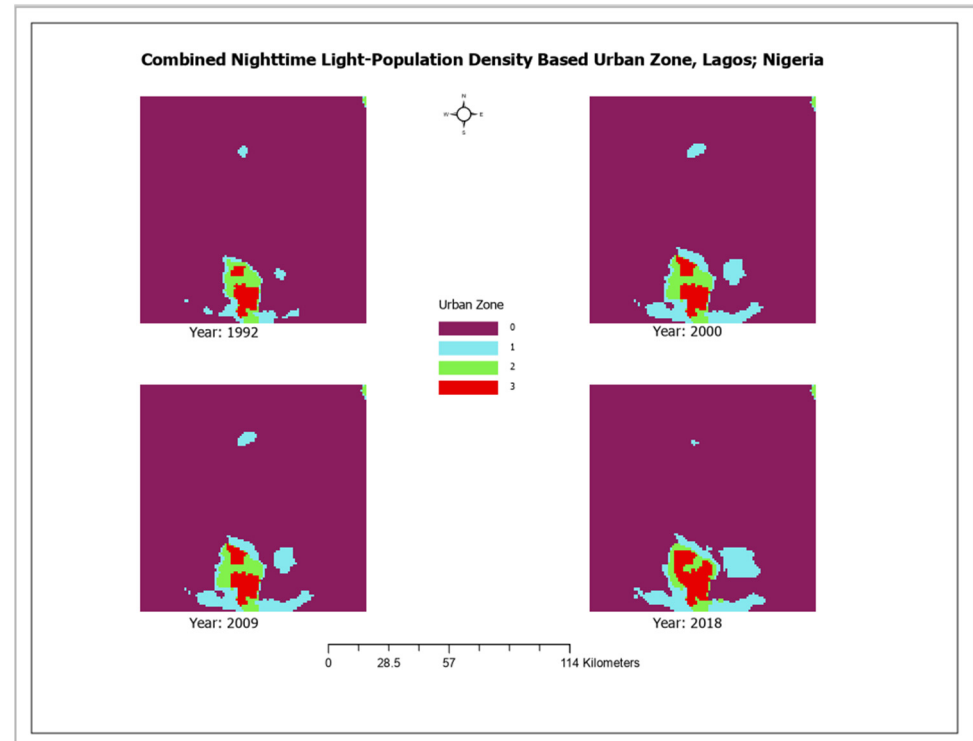 Combined Nighttime Light-Population Density Based Urban Zone, Lagos; Nigeria
N
W E
S
Year: 1992
Year: 2000
Urban Zone
0
1
2
3
Year: 2009
Year: 2018
0 28.5 57 114 Kilometers